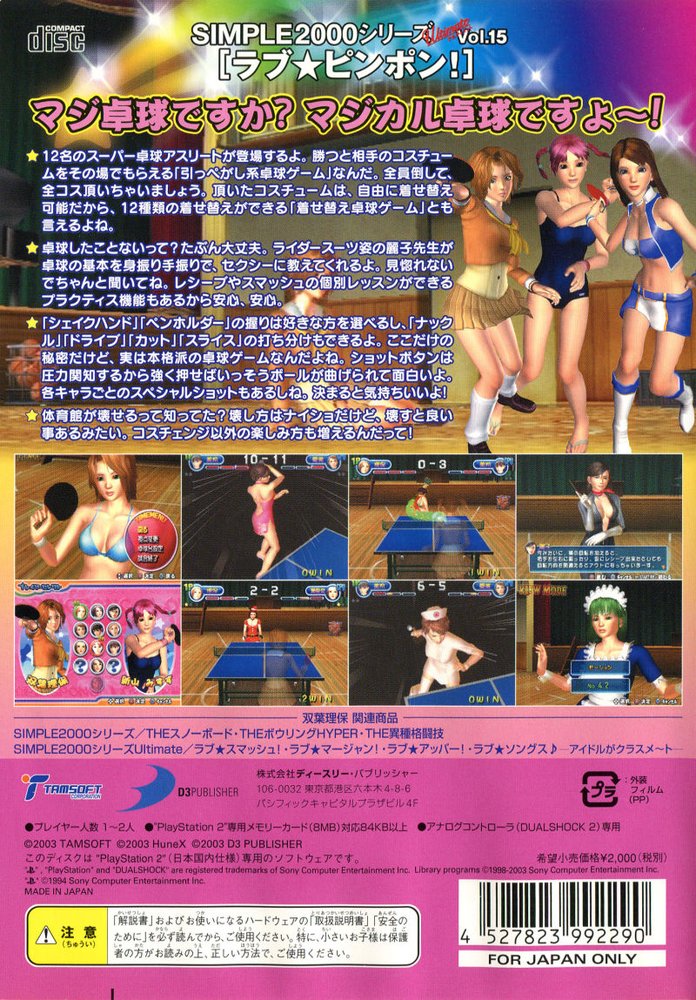 COMPACT
disc
SIMPLE2000シリーズ Ultimate Vol.15
[ラブ★ピンポン!]
マジ卓球ですか? マジカル卓球ですょ~!
★12名のスーパー卓球アスリートが登場するよ。勝つと相手のコスチュー
ムをその場でもらえる「引っぺがし系卓球ゲーム」なんだ。全員倒して、
全コス頂いちゃいましょう。頂いたコスチュームは、自由に着せ替え
可能だから、12種類の着せ替えができる「着せ替え卓球ゲーム」とも
言えるよね。
★卓球したことないって?たぶん大丈夫。ライダースーツ姿の麗子先生が
卓球の基本を身振り手振りで、セクシーに教えてくれるよ。見惚れない
でちゃんと聞いてね。レシーブやスマッシュの個別レッスンができる
プラクティス機能もあるから安心、安心。
★「シェイクハンド」「ペンホルダー」の握りは好きな方を選べるし、「ナック
ル」「ドライブ」「カット」「スライス」の打ち分けもできるよ。ここだけの
秘密だけど、実は本格派の卓球ゲームなんだよね。ショットボタンは
圧力関知するから強く押せばいっそうボールが曲げられて面白いよ。
各キャラごとのスペシャルショットもあるしね。決まると気持ちいいよ!
★体育館が壊せるって知ってた?壊し方はナイショだけど、壊すと良い
事あるみたい。コスチェンジ以外の楽しみ方も増えるんだって!
10-11
0WIN
0-3
2-2
6-5
0WIN
VIEW MODE
モーション
No.42
双葉理保 関連商品
SIMPLE2000シリーズ/THEスノーボード・THEボウリングHYPER・THE異種格闘技
SIMPLE2000シリーズUltimate/ラブ★スマッシュ!・ラブ★マージャン!・ラブ★アッパー!・ラブ★ソングス♪―アイドルがクラスメ~ト―
TAMSOFT
CORPORATION
D3PUBLISHER
株式会社ディースリー・パブリッシャー
106-0032 東京都港区六本木4-8-6
パシフィックキャピタルプラザビル4F
プラ
:外装
フィルム
(PP)
●プレイヤー人数 1~2人 ●"PlayStation 2"専用メモリーカード(8MB)対応84KB以上 ●アナログコントローラ(DUALSHOCK 2)専用
©2003 TAMSOFT ©2003 HuneX ©2003 D3 PUBLISHER
このディスクは "PlayStation 2"(日本国内仕様)専用のソフトウェアです。
希望小売価格¥2,000(税別)
" ", "PlayStation" and "DUALSHOCK" are registered trademarks of Sony Computer Entertainment Inc. Library programs ©1998-2003 Sony Computer Entertainment Inc.
" " ©1994 Sony Computer Entertainment Inc.
MADE IN JAPAN
注意
(ちゅうい)
「解説書」およびお使いになるハードウェアの「取扱説明書」「安全の
ために」を必ず読んでから、ご使用ください。特に、小さいお子様は保護
者の方がお読みの上、正しい方法で、ご使用ください。
4 527823 992290
FOR JAPAN ONLY